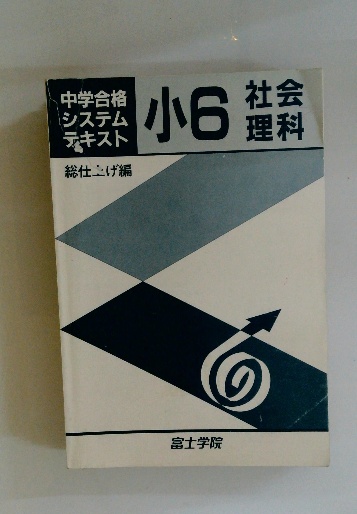 中学合格
システム
テキスト
小6
社会
理科
総仕上げ編
富士学院